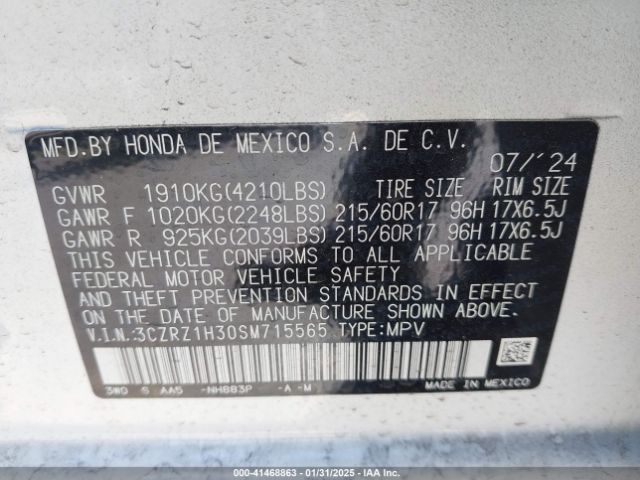 MFD.BY HONDA DE MEXICO S.A. DE C.V.
07/'24
GVWR 1910KG(4210LBS) TIRE SIZE RIM SIZE
GAWR F 1020KG(2248LBS) 215/60R17 96H 17X6.5J
GAWR R 925KG(2039LBS) 215/60R17 96H 17X6.5J
THIS VEHICLE CONFORMS TO ALL APPLICABLE
FEDERAL MOTOR VEHICLE SAFETY
AND THEFT PREVENTION STANDARDS IN EFFECT
ON THE DATE OF MANUFACTURE SHOWN ABOVE.
V.I.N.:3CZRZ1H30SM715565 TYPE:MPV
3W0 S AA5 -NH883P -A -M MADE IN MEXICO
000-41468863 - 01/31/2025 - IAA Inc.